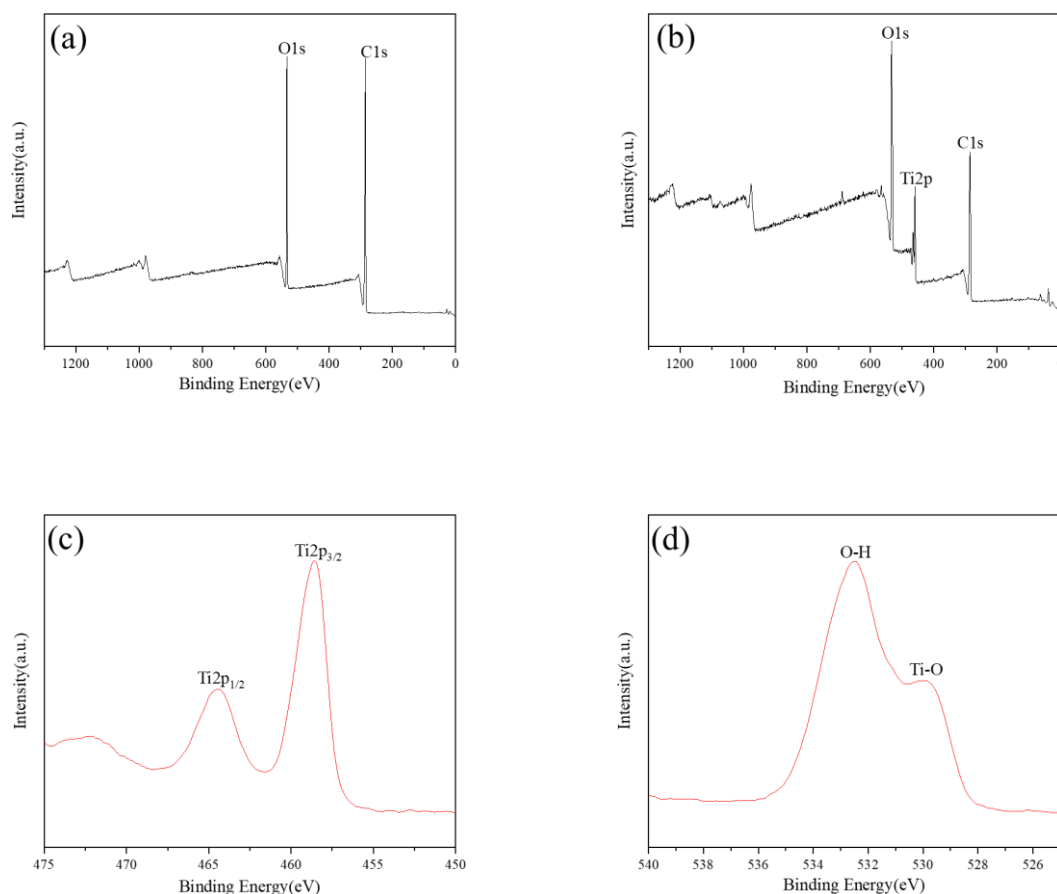 (a)
O1s
C1s
Intensity(a.u.)
1200 1000 800 600 400 200 0
Binding Energy(eV)
(b)
O1s
Ti2p
C1s
Intensity(a.u.)
1200 1000 800 600 400 200
Binding Energy(eV)
(c)
Ti2p3/2
Ti2p1/2
Intensity(a.u.)
475 470 465 460 455 450
Binding Energy(eV)
(d)
O-H
Ti-O
Intensity(a.u.)
540 538 536 534 532 530 528 526
Binding Energy(eV)